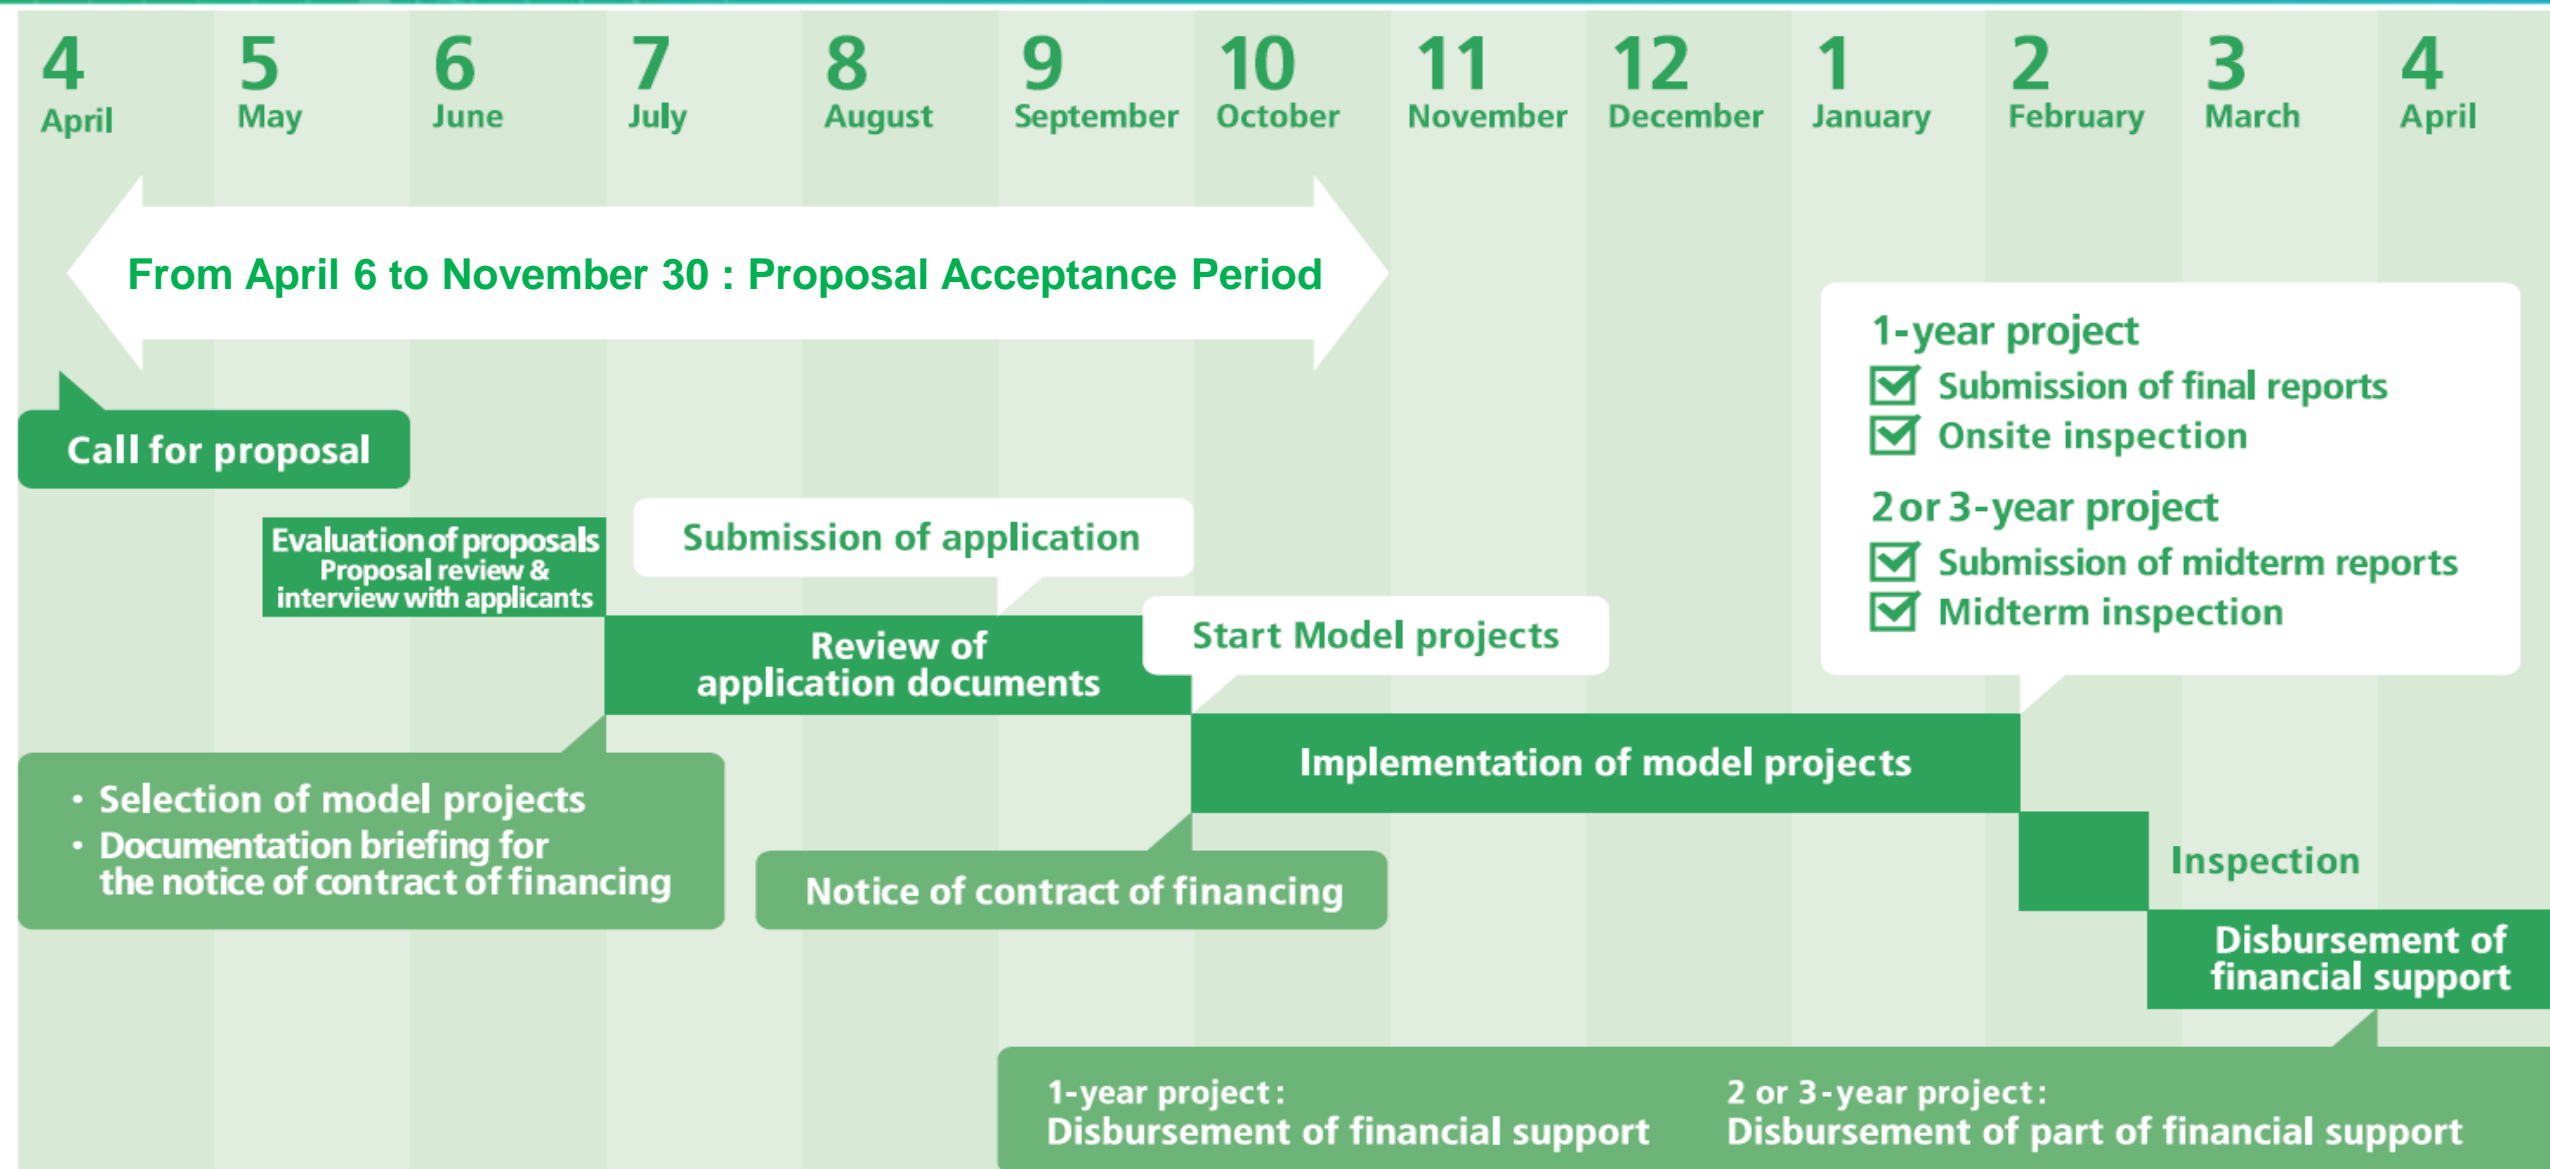 4 5 6 7 8 9 10 11 12 1 2 3 4
April May June July August September October November December January February March April
From April 6 to November 30 : Proposal Acceptance Period
Call for proposal
1-year project
Submission of final reports
Onsite inspection
2 or 3-year project
Submission of midterm reports
Midterm inspection
Evaluation of proposals
Proposal review &
interview with applicants
Submission of application
Review of
application documents
Start Model projects
Implementation of model projects
・Selection of model projects
・Documentation briefing for
the notice of contract of financing
Notice of contract of financing
Inspection
Disbursement of
financial support
1-year project:
Disbursement of financial support
2 or 3-year project:
Disbursement of part of financial support